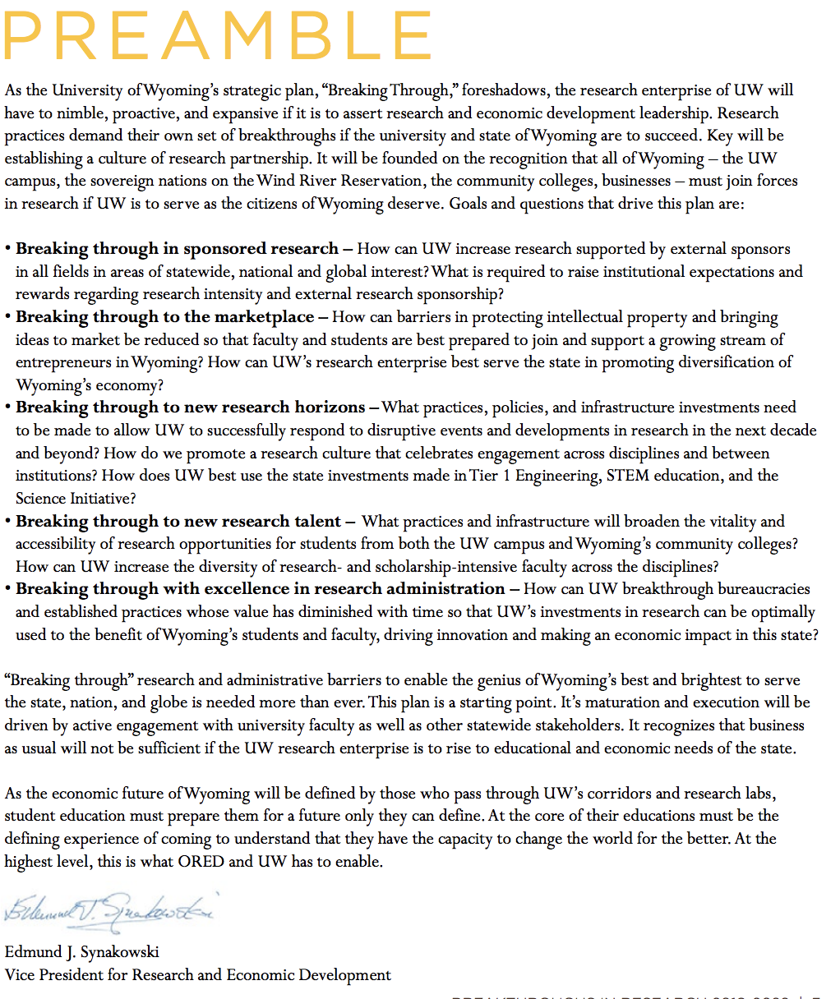 PREAMBLE
As the University of Wyoming’s strategic plan, “Breaking Through,” foreshadows, the research enterprise of UW will
have to nimble, proactive, and expansive if it is to assert research and economic development leadership. Research
practices demand their own set of breakthroughs if the university and state of Wyoming are to succeed. Key will be
establishing a culture of research partnership. It will be founded on the recognition that all of Wyoming – the UW
campus, the sovereign nations on the Wind River Reservation, the community colleges, businesses – must join forces
in research if UW is to serve as the citizens of Wyoming deserve. Goals and questions that drive this plan are:
• Breaking through in sponsored research – How can UW increase research supported by external sponsors
in all fields in areas of statewide, national and global interest? What is required to raise institutional expectations and
rewards regarding research intensity and external research sponsorship?
• Breaking through to the marketplace – How can barriers in protecting intellectual property and bringing
ideas to market be reduced so that faculty and students are best prepared to join and support a growing stream of
entrepreneurs in Wyoming? How can UW’s research enterprise best serve the state in promoting diversification of
Wyoming’s economy?
• Breaking through to new research horizons – What practices, policies, and infrastructure investments need
to be made to allow UW to successfully respond to disruptive events and developments in research in the next decade
and beyond? How do we promote a research culture that celebrates engagement across disciplines and between
institutions? How does UW best use the state investments made in Tier 1 Engineering, STEM education, and the
Science Initiative?
• Breaking through to new research talent – What practices and infrastructure will broaden the vitality and
accessibility of research opportunities for students from both the UW campus and Wyoming’s community colleges?
How can UW increase the diversity of research- and scholarship-intensive faculty across the disciplines?
• Breaking through with excellence in research administration – How can UW breakthrough bureaucracies
and established practices whose value has diminished with time so that UW’s investments in research can be optimally
used to the benefit of Wyoming’s students and faculty, driving innovation and making an economic impact in this state?
“Breaking through” research and administrative barriers to enable the genius of Wyoming’s best and brightest to serve
the state, nation, and globe is needed more than ever. This plan is a starting point. It’s maturation and execution will be
driven by active engagement with university faculty as well as other statewide stakeholders. It recognizes that business
as usual will not be sufficient if the UW research enterprise is to rise to educational and economic needs of the state.
As the economic future of Wyoming will be defined by those who pass through UW’s corridors and research labs,
student education must prepare them for a future only they can define. At the core of their educations must be the
defining experience of coming to understand that they have the capacity to change the world for the better. At the
highest level, this is what ORED and UW has to enable.
Edmund J. Synakowski
Edmund J. Synakowski
Vice President for Research and Economic Development